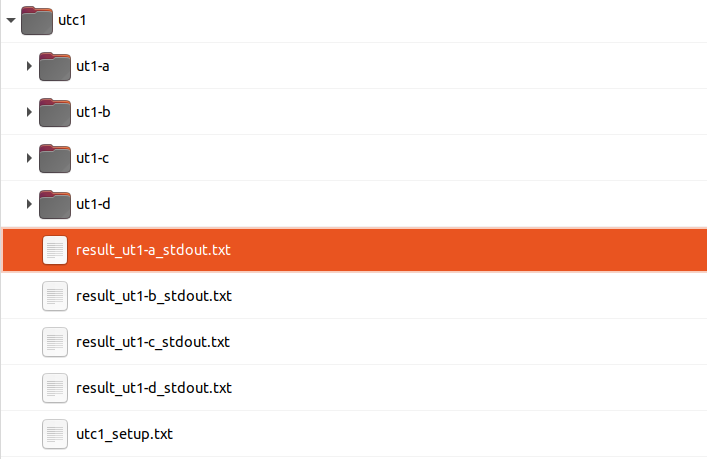 utc1
ut1-a
ut1-b
ut1-c
ut1-d
result_ut1-a_stdout.txt
result_ut1-b_stdout.txt
result_ut1-c_stdout.txt
result_ut1-d_stdout.txt
utc1_setup.txt